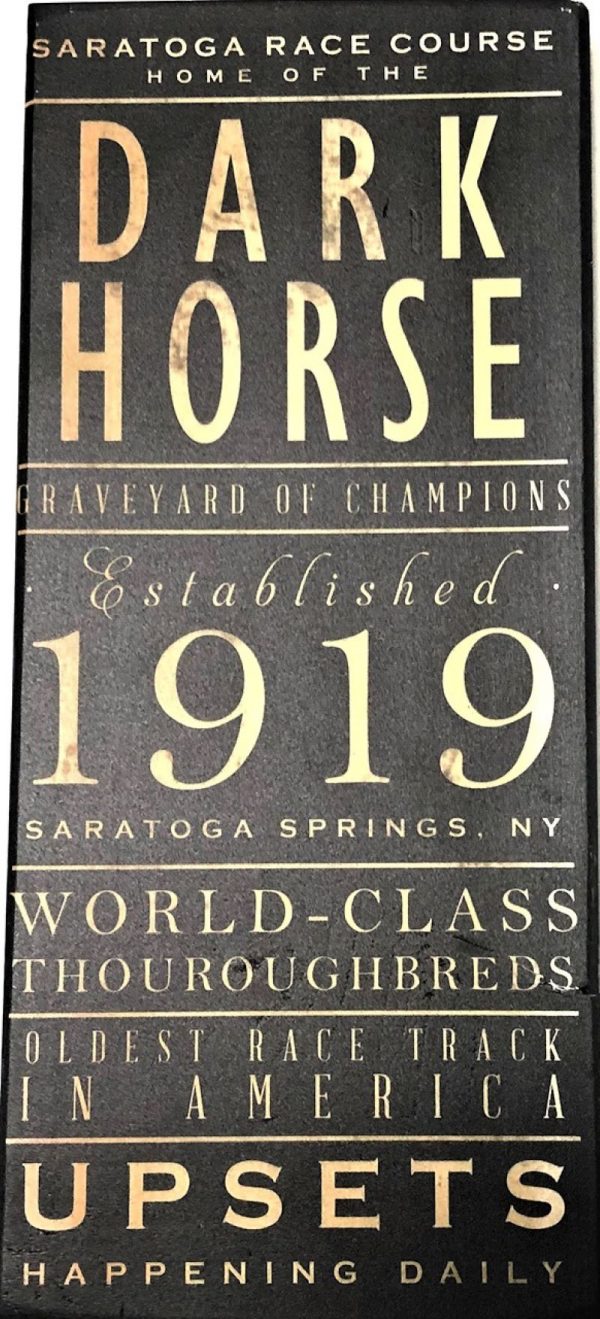 SARATOGA RACE COURSE
HOME OF THE
DARK
HORSE
GRAVEYARD OF CHAMPIONS
· Established ·
1919
SARATOGA SPRINGS, NY
WORLD-CLASS
THOUROUGHBREDS
OLDEST RACE TRACK
IN AMERICA
UPSETS
HAPPENING DAILY